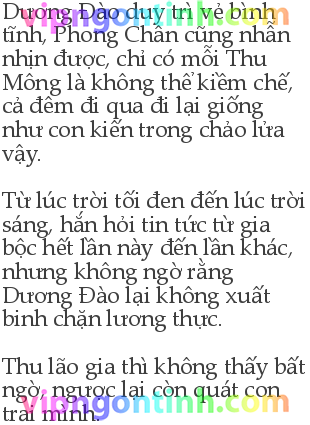 Dương Đào duy trì vẻ bình
tĩnh, Phong Chẩn cũng nhẫn
nhịn được, chỉ có mỗi Thu
Mông là không thể kiềm chế,
cả đêm đi qua đi lại giống
như con kiến trong chảo lửa
vậy.
Từ lúc trời tối đen đến lúc trời
sáng, hắn hỏi tin tức từ gia
bộc hết lần này đến lần khác,
nhưng không ngờ rằng
Dương Đào lại không xuất
binh chặn lương thực.
Thu lão gia thì không thấy bất
ngờ, ngược lại còn quát con
trai mình.
vipngontinh.com
vipngontinh.com